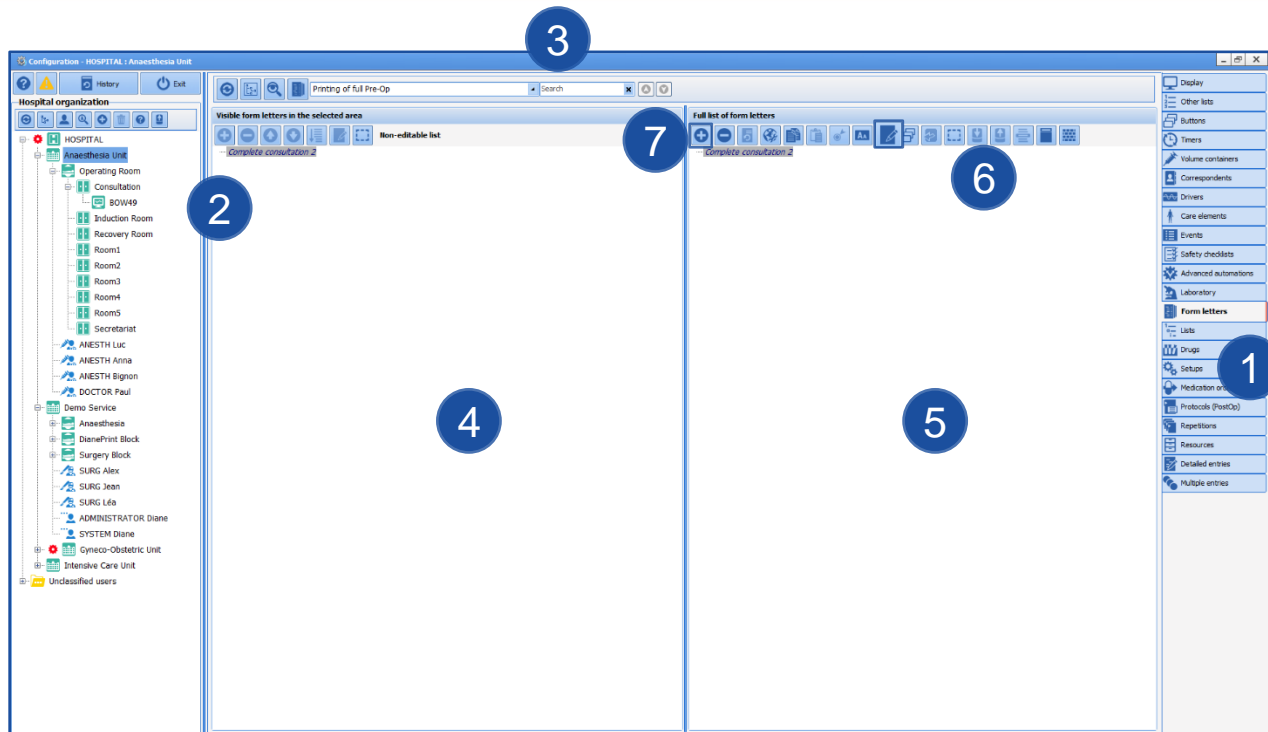 3
Configuration - HOSPITAL : Anaesthesia Unit
History
Exit
Hospital organization
HOSPITAL
Anaesthesia Unit
Operating Room
Consultation
BOW49
Induction Room
Recovery Room
Room1
Room2
Room3
Room4
Room5
Secretariat
ANESTH Luc
ANESTH Anna
ANESTH Bignon
DOCTOR Paul
Demo Service
Anaesthesia
DianePrint Block
Surgery Block
SURG Alex
SURG Jean
SURG Léa
ADMINISTRATOR Diane
SYSTEM Diane
Gyneco-Obstetric Unit
Intensive Care Unit
Unclassified users
2
Printing of full Pre-Op
Search
Visible form letters in the selected area
Non-editable list
Complete consultation 2
4
7
Full list of form letters
Aa
Complete consultation 2
6
5
Display
Other lists
Buttons
Timers
Volume containers
Correspondents
Drivers
Care elements
Events
Safety checklists
Advanced automations
Laboratory
Form letters
Lists
Drugs
Setups
Medication
Protocols (PostOp)
Repetitions
Resources
Detailed entries
Multiple entries
1